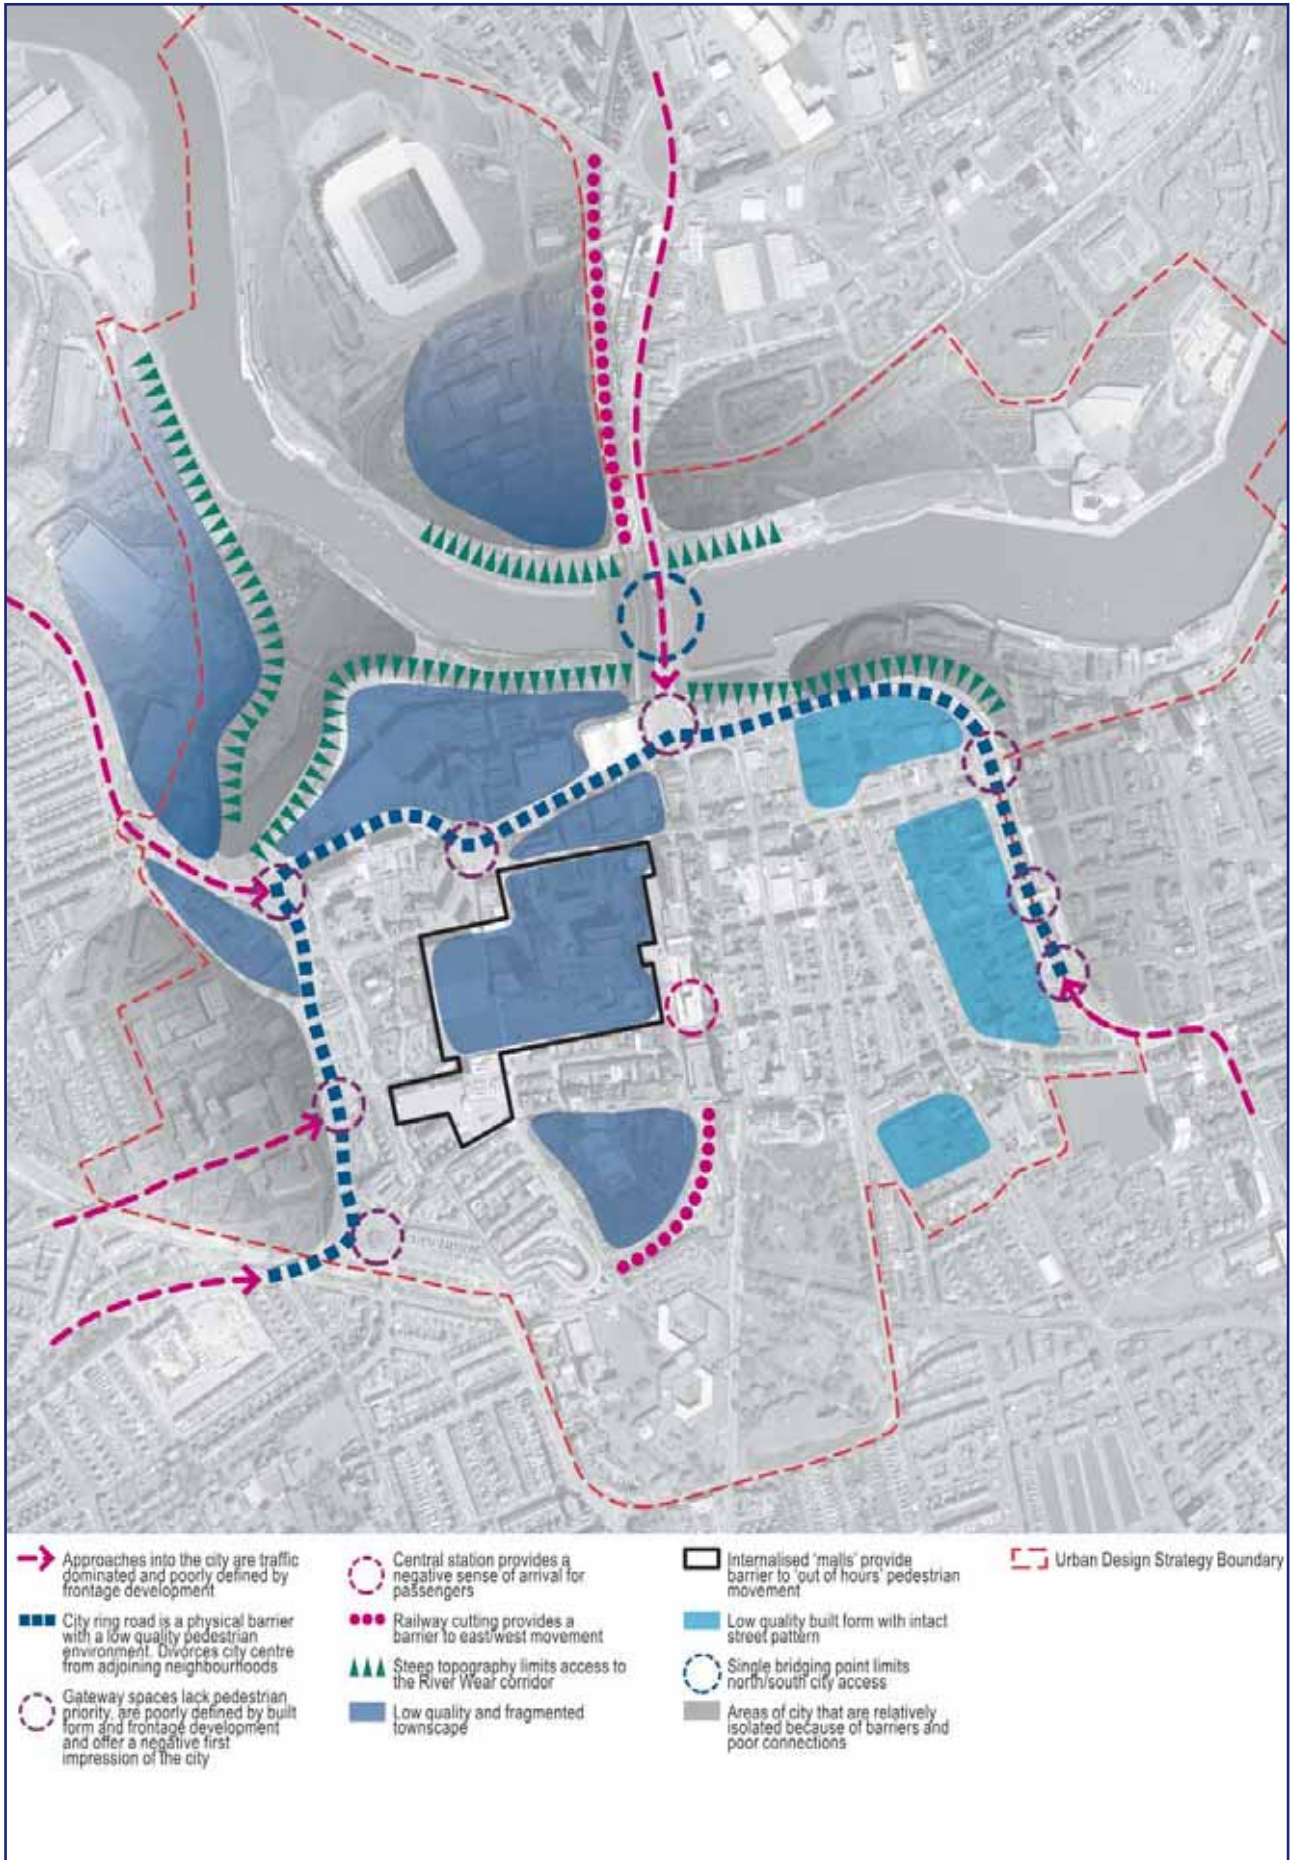 Approaches into the city are traffic
dominated and poorly defined by
frontage development
City ring road is a physical barrier
with a low quality pedestrian
environment. Divorces city centre
from adjoining neighbourhoods
Gateway spaces lack pedestrian
priority, are poorly defined by built
form and frontage development
and offer a negative first
impression of the city
Central station provides a
negative sense of arrival for
passengers
Railway cutting provides a
barrier to east/west movement
Steep topography limits access to
the River Wear corridor
Low quality and fragmented
townscape
Internalised 'malls' provide
barrier to 'out of hours' pedestrian
movement
Low quality built form with intact
street pattern
Single bridging point limits
north/south city access
Areas of city that are relatively
isolated because of barriers and
poor connections
Urban Design Strategy Boundary